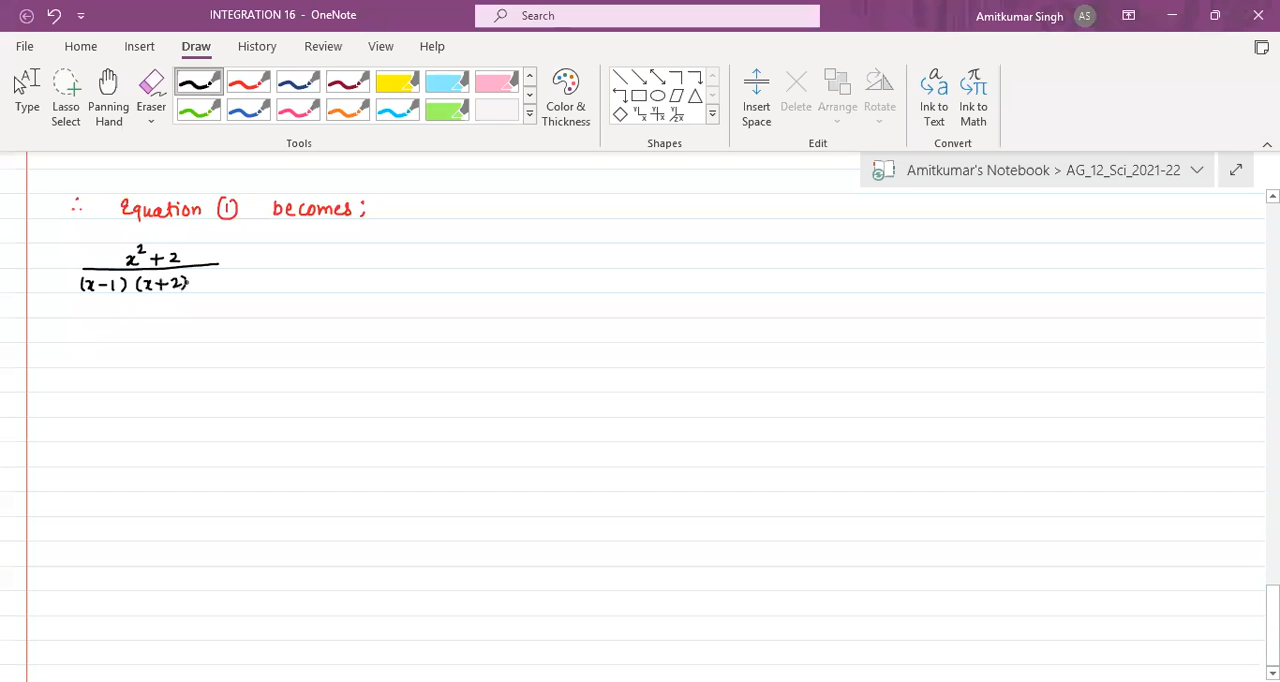 INTEGRATION 16 - OneNote
Search
Amitkumar Singh AS
File Home Insert Draw History Review View Help
Type Lasso Select Panning Hand Eraser Color & Thickness Insert Space Delete Arrange Rotate Ink to Text Ink to Math
Tools Shapes Edit Convert
Amitkumar's Notebook > AG_12_Sci_2021-22
∴ Equation ① becomes;
x² + 2
(x-1) (x+2)